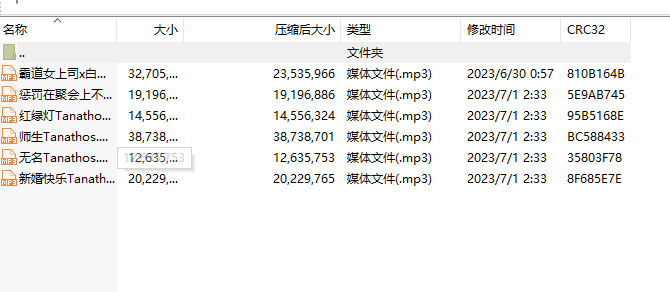 名称 大小 压缩后大小 类型 修改时间 CRC32
.. 文件夹
霸道女上司x白... 32,705,... 23,535,966 媒体文件(.mp3) 2023/6/30 0:57 810B164B
惩罚在聚会上不... 19,196,... 19,196,886 媒体文件(.mp3) 2023/7/1 2:33 5E9AB745
红绿灯Tanathos... 14,556,... 14,556,324 媒体文件(.mp3) 2023/7/1 2:33 95B5168E
师生Tanathos.... 38,738,... 38,738,701 媒体文件(.mp3) 2023/7/1 2:33 BC588433
无名Tanathos.... 12,635,753 12,635,753 媒体文件(.mp3) 2023/7/1 2:33 35803F78
新婚快乐Tanath... 20,229,... 20,229,765 媒体文件(.mp3) 2023/7/1 2:33 8F685E7E